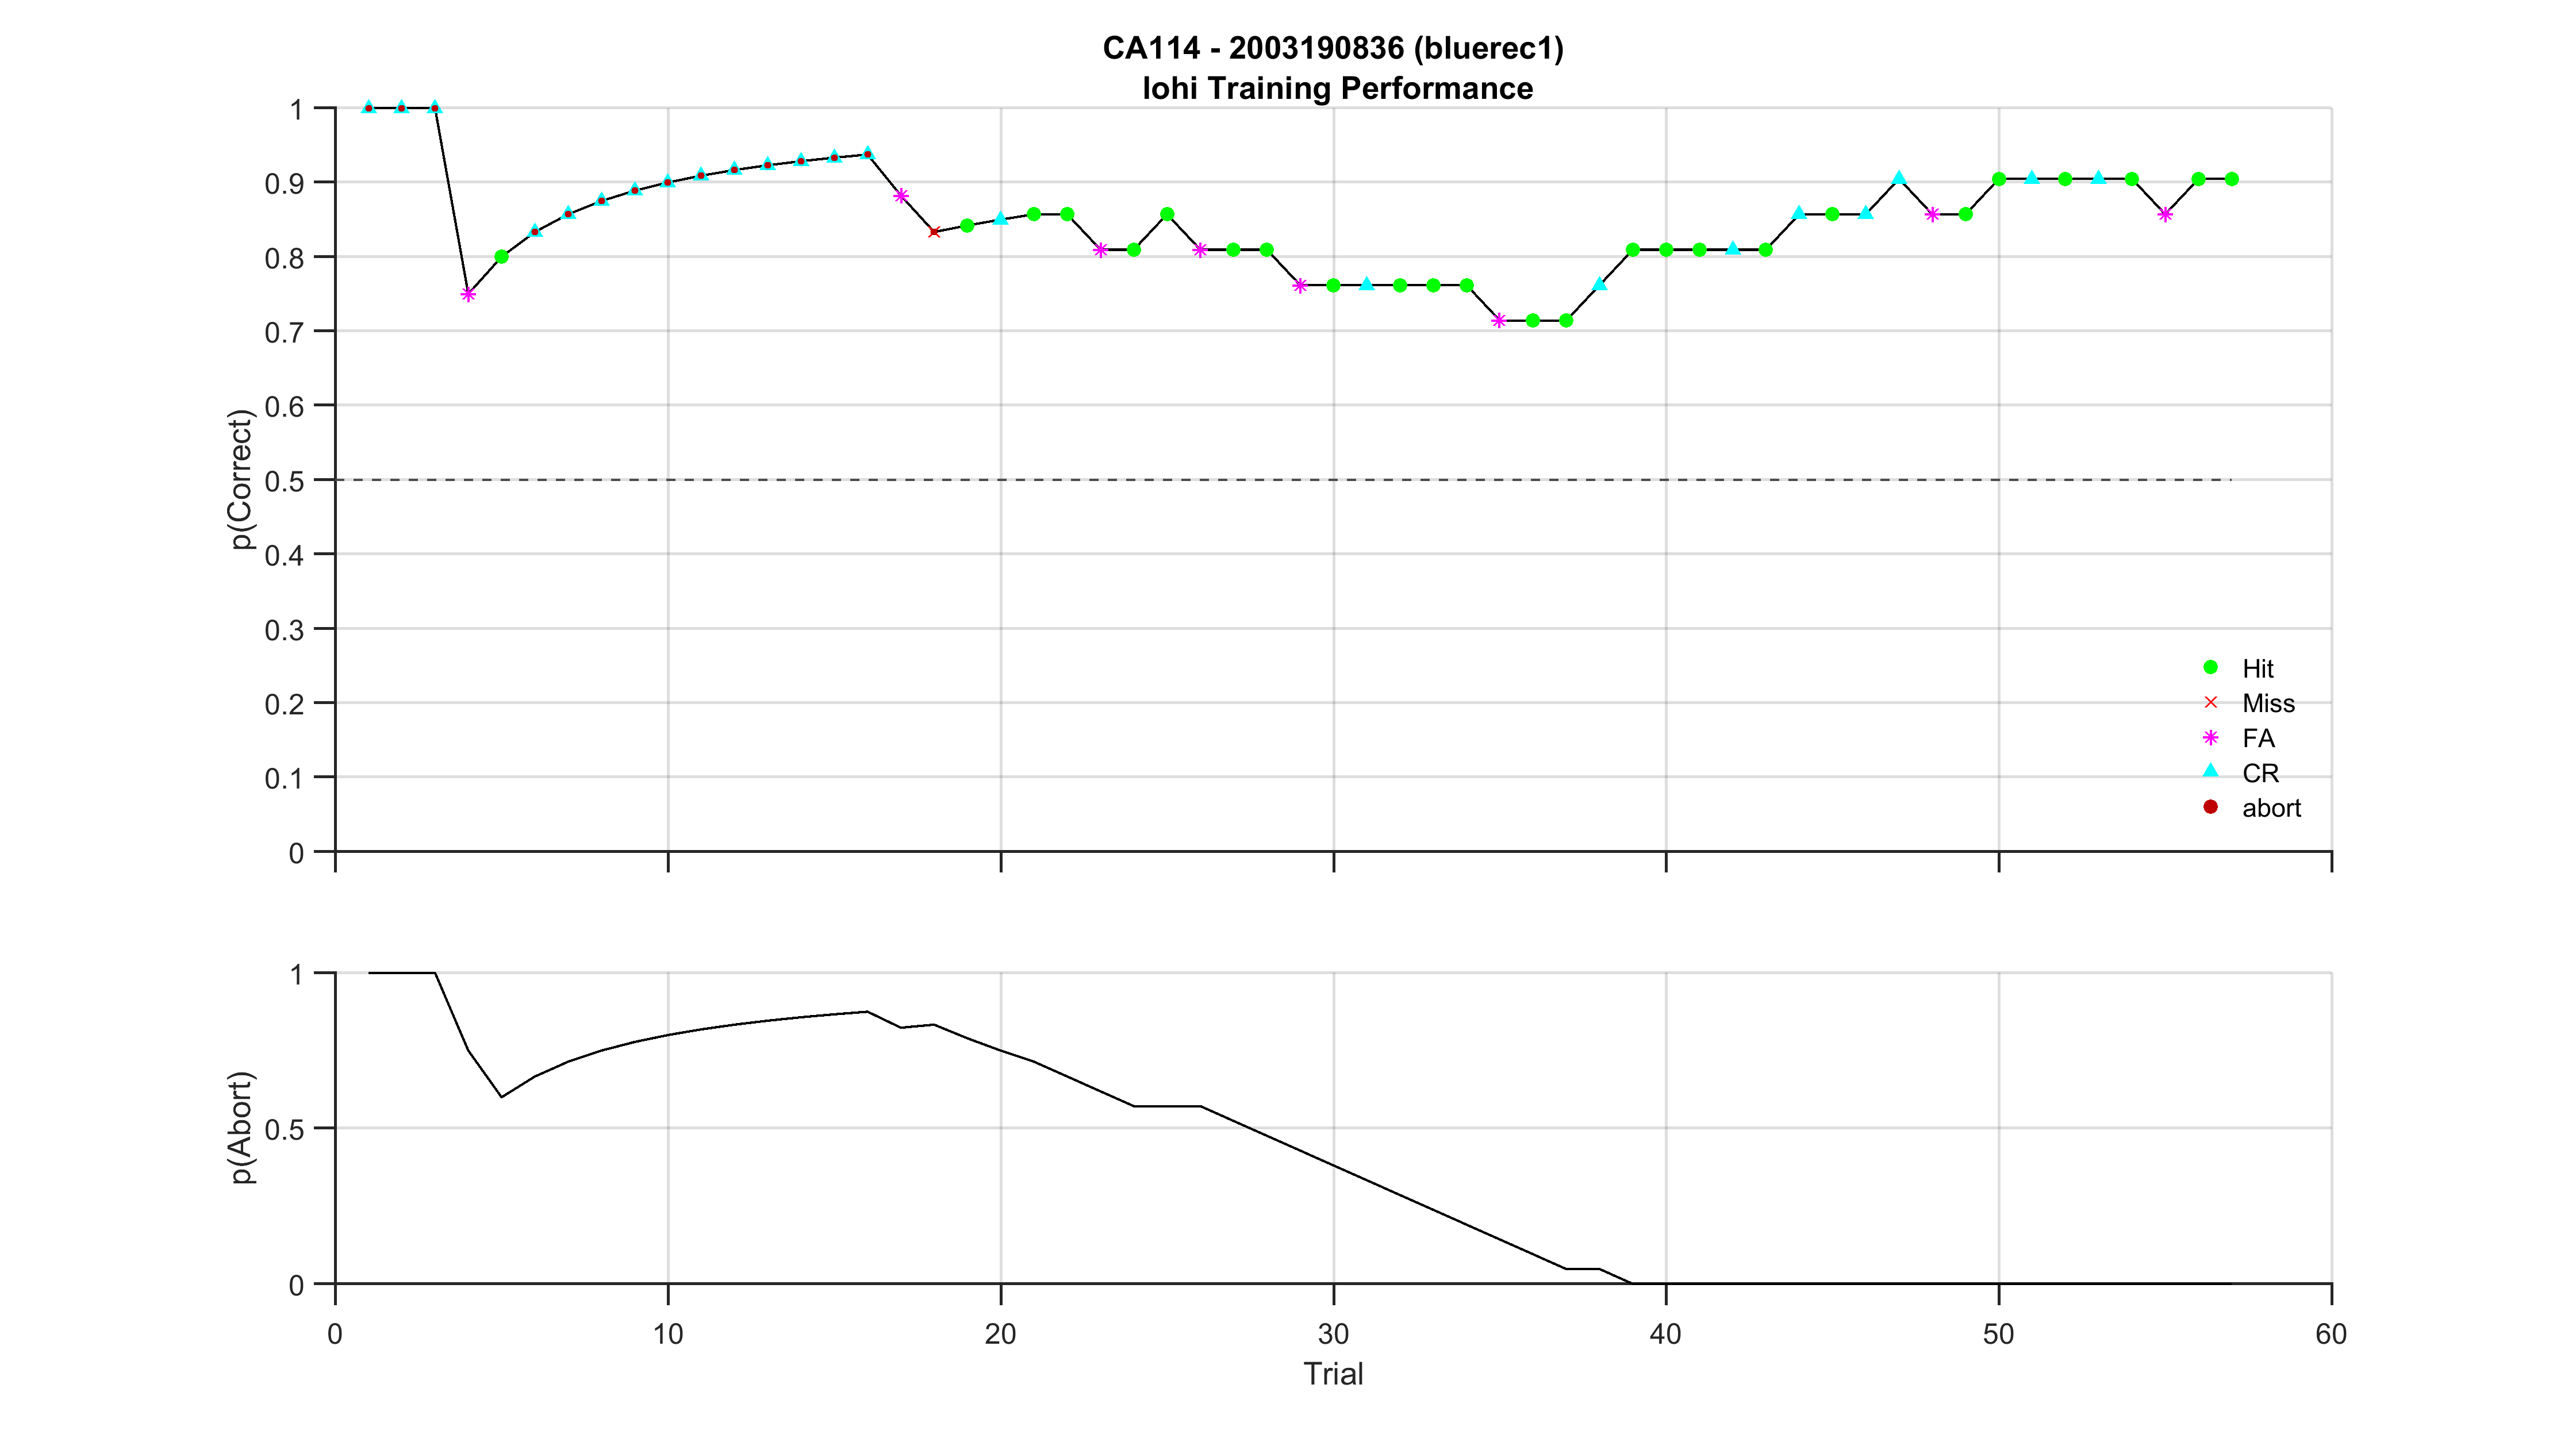 CA114 - 2003190836 (bluerec1)
lohi Training Performance
1
0.9
0.8
0.7
0.6
0.5
0.4
0.3
0.2
0.1
0
p(Correct)
Hit
Miss
FA
CR
abort
1
0.5
0
p(Abort)
0 10 20 30 40 50 60
Trial